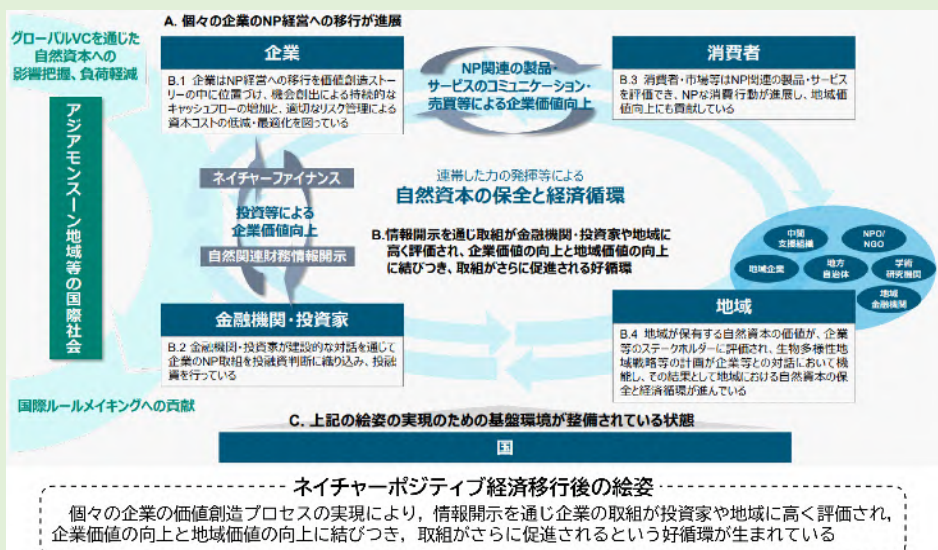 A. 個々の企業のNP経営への移行が進展
グローバルVCを通じた
自然資本への
影響把握、負荷軽減
アジアモンスーン地域等の国際社会
国際ルールメイキングへの貢献
企業
B.1 企業はNP経営への移行を価値創造ストー
リーの中に位置づけ、機会創出による持続的な
キャッシュフローの増加と、適切なリスク管理による
資本コストの低減・最適化を図っている
NP関連の製品・
サービスのコミュニケーション・
売買等による企業価値向上
消費者
B.3 消費者・市場等はNP関連の製品・サービス
を評価でき、NPな消費行動が進展し、地域価
値向上にも貢献している
ネイチャーファイナンス
投資等による
企業価値向上
自然関連財務情報開示
連帯した力の発揮等による
自然資本の保全と経済循環
B.情報開示を通じ取組が金融機関・投資家や地域に
高く評価され、企業価値の向上と地域価値の向上
に結びつき、取組がさらに促進される好循環
中間
支援組織
NPO/
NGO
地域企業
地方
自治体
学術
研究機関
地域
金融機関
金融機関・投資家
B.2 金融機関・投資家が建設的な対話を通じて
企業のNP取組を投融資判断に織り込み、投融
資を行っている
地域
B.4 地域が保有する自然資本の価値が、企業
等のステークホルダーに評価され、生物多様性地
域戦略等の計画が企業等との対話において機
能し、その結果として地域における自然資本の保
全と経済循環が進んでいる
C. 上記の絵姿の実現のための基盤環境が整備されている状態
国
ネイチャーポジティブ経済移行後の絵姿
個々の企業の価値創造プロセスの実現により，情報開示を通じ企業の取組が投資家や地域に高く評価され，
企業価値の向上と地域価値の向上に結びつき，取組がさらに促進されるという好循環が生まれている